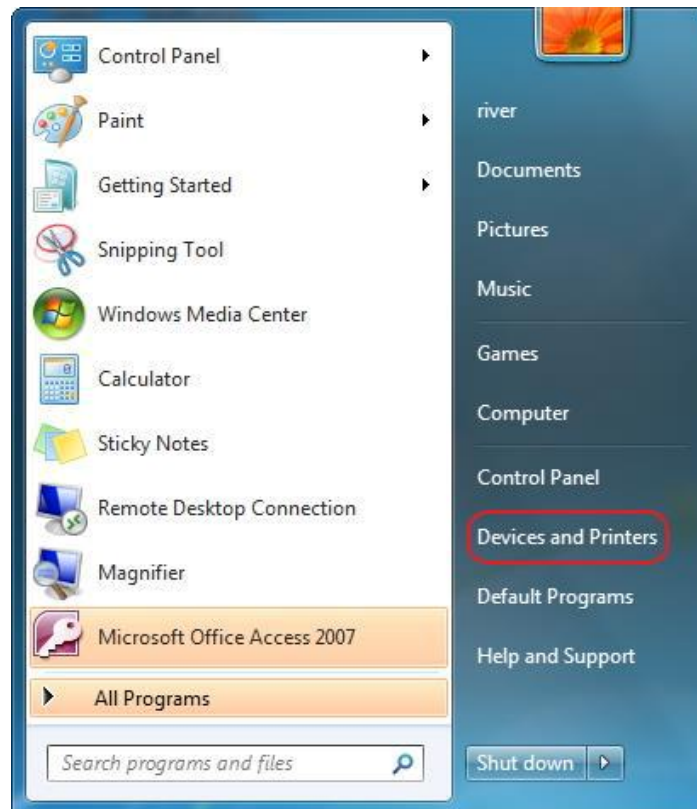 Control Panel
Paint
Getting Started
Snipping Tool
Windows Media Center
Calculator
Sticky Notes
Remote Desktop Connection
Magnifier
Microsoft Office Access 2007
All Programs
Search programs and files
river
Documents
Pictures
Music
Games
Computer
Control Panel
Devices and Printers
Default Programs
Help and Support
Shut down